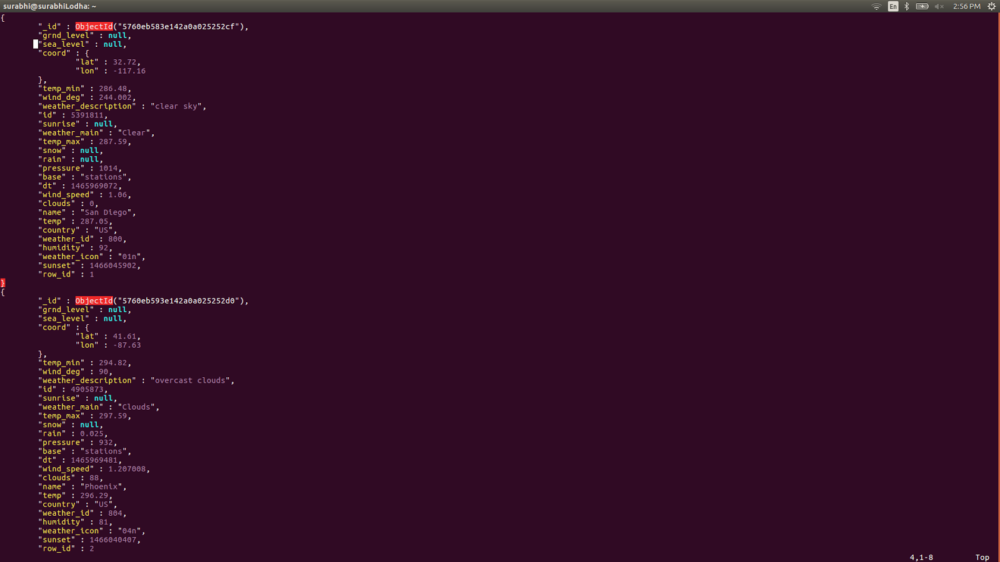 surabhi@surabhiLodha: ~
En
2:56 PM
{
"_id" : ObjectId("5760eb583e142a0a025252cf"),
"grnd_level" : null,
"sea_level" : null,
"coord" : {
"lat" : 32.72,
"lon" : -117.16
},
"temp_min" : 286.48,
"wind_deg" : 244.002,
"weather_description" : "clear sky",
"id" : 5391811,
"sunrise" : null,
"weather_main" : "Clear",
"temp_max" : 287.59,
"snow" : null,
"rain" : null,
"pressure" : 1014,
"base" : "stations",
"dt" : 1465969072,
"wind_speed" : 1.06,
"clouds" : 0,
"name" : "San Diego",
"temp" : 287.05,
"country" : "US",
"weather_id" : 800,
"humidity" : 92,
"weather_icon" : "01n",
"sunset" : 1466045902,
"row_id" : 1
}
{
"_id" : ObjectId("5760eb593e142a0a025252d0"),
"grnd_level" : null,
"sea_level" : null,
"coord" : {
"lat" : 41.61,
"lon" : -87.63
},
"temp_min" : 294.82,
"wind_deg" : 90,
"weather_description" : "overcast clouds",
"id" : 4905873,
"sunrise" : null,
"weather_main" : "Clouds",
"temp_max" : 297.59,
"snow" : null,
"rain" : 0.025,
"pressure" : 932,
"base" : "stations",
"dt" : 1465969481,
"wind_speed" : 1.207008,
"clouds" : 88,
"name" : "Phoenix",
"temp" : 296.29,
"country" : "US",
"weather_id" : 804,
"humidity" : 81,
"weather_icon" : "04n",
"sunset" : 1466040407,
"row_id" : 2
4,1-8
Top